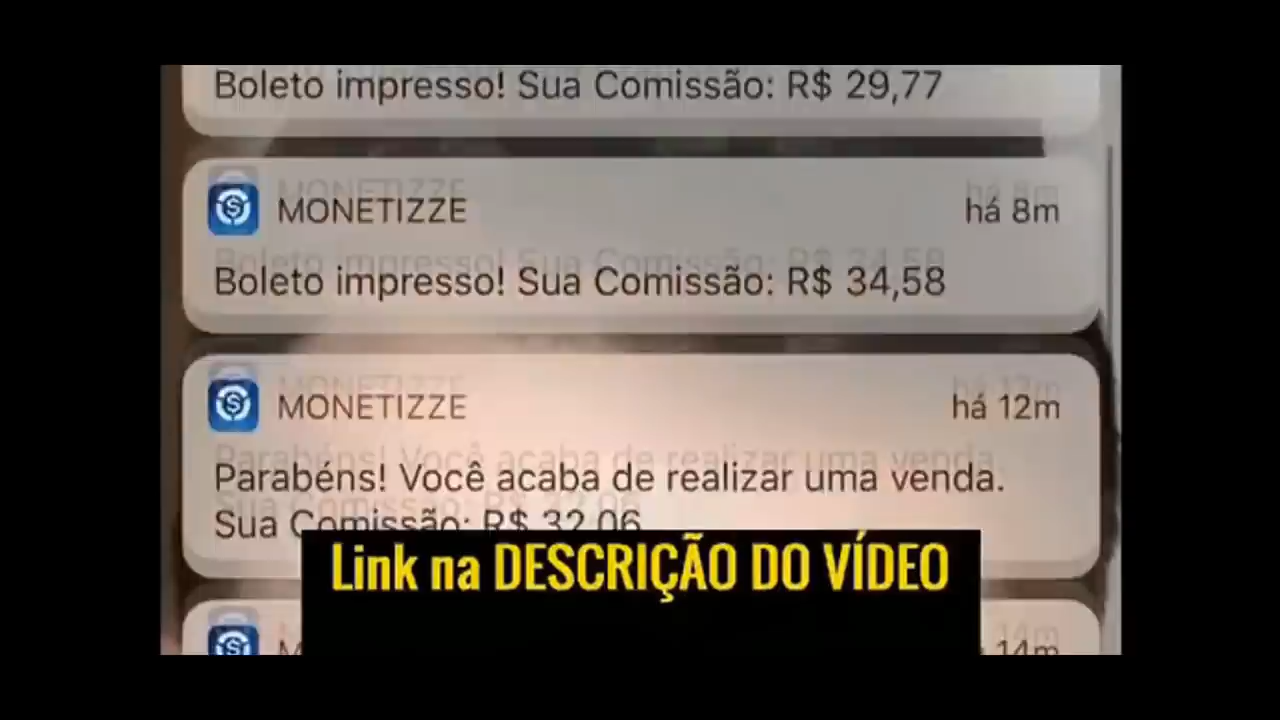 Boleto impresso! Sua Comissão: R$ 29,77
MONETIZZE
há 8m
Boleto impresso! Sua Comissão: R$ 34,58
MONETIZZE
há 12m
Parabéns! Você acaba de realizar uma venda.
Sua Comissão: R$ 32,06
Link na DESCRIÇÃO DO VÍDEO
14m